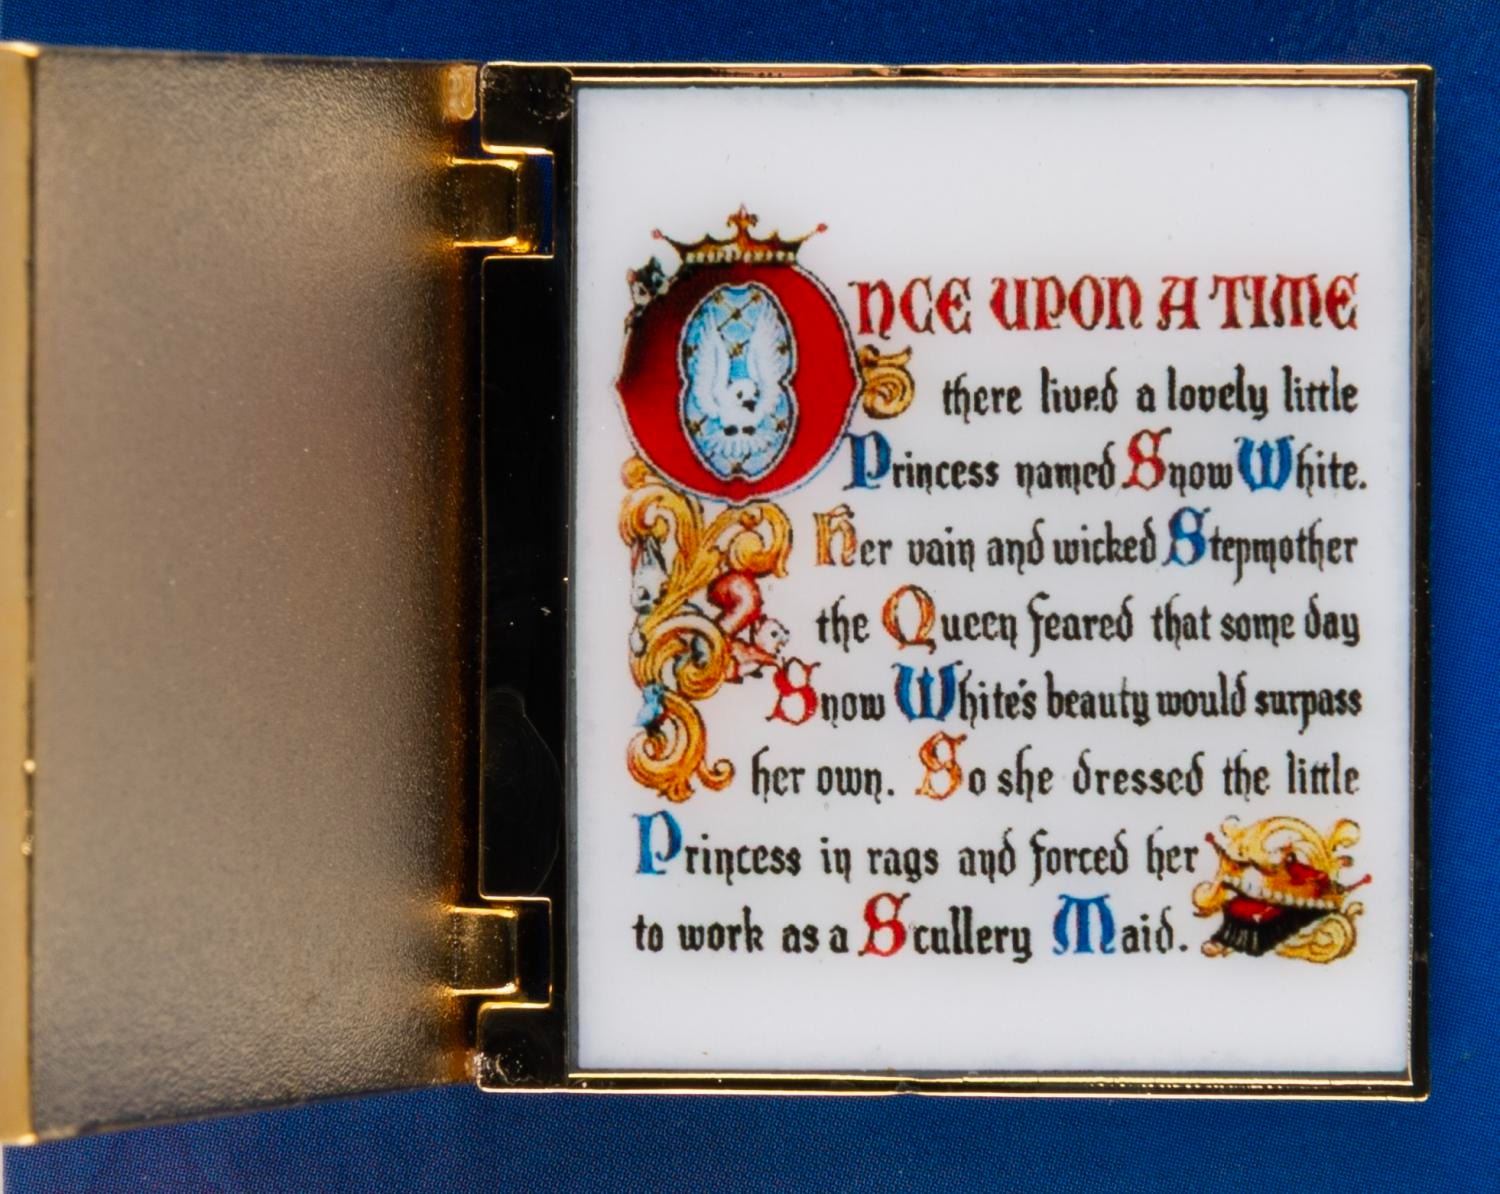 ONCE UPON A TIME
there lived a lovely little
Princess named Snow White.
Her vain and wicked Stepmother
the Queen feared that some day
Snow White's beauty would surpass
her own. So she dressed the little
Princess in rags and forced her
to work as a Scullery Maid.